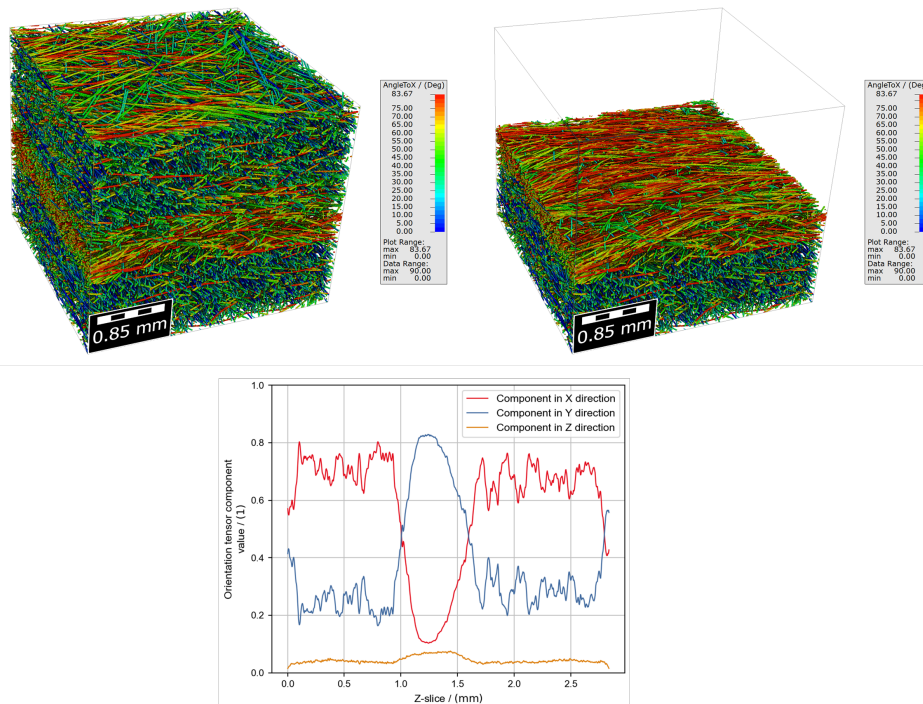 AngleToX / (Deg)
83.67
75.00
70.00
65.00
60.00
55.00
50.00
45.00
40.00
35.00
30.00
25.00
20.00
15.00
10.00
5.00
0.00
Plot Range:
max 83.67
min 0.00
Data Range:
max 90.00
min 0.00
0.85 mm
AngleToX / (Deg
83.67
75.00
70.00
65.00
60.00
55.00
50.00
45.00
40.00
35.00
30.00
25.00
20.00
15.00
10.00
5.00
0.00
Plot Range:
max 83.67
min 0.00
Data Range:
max 90.00
min 0.00
0.85 mm
Component in X direction
Component in Y direction
Component in Z direction
Orientation tensor component
value / (1)
1.0
0.8
0.6
0.4
0.2
0.0
0.0 0.5 1.0 1.5 2.0 2.5
Z-slice / (mm)